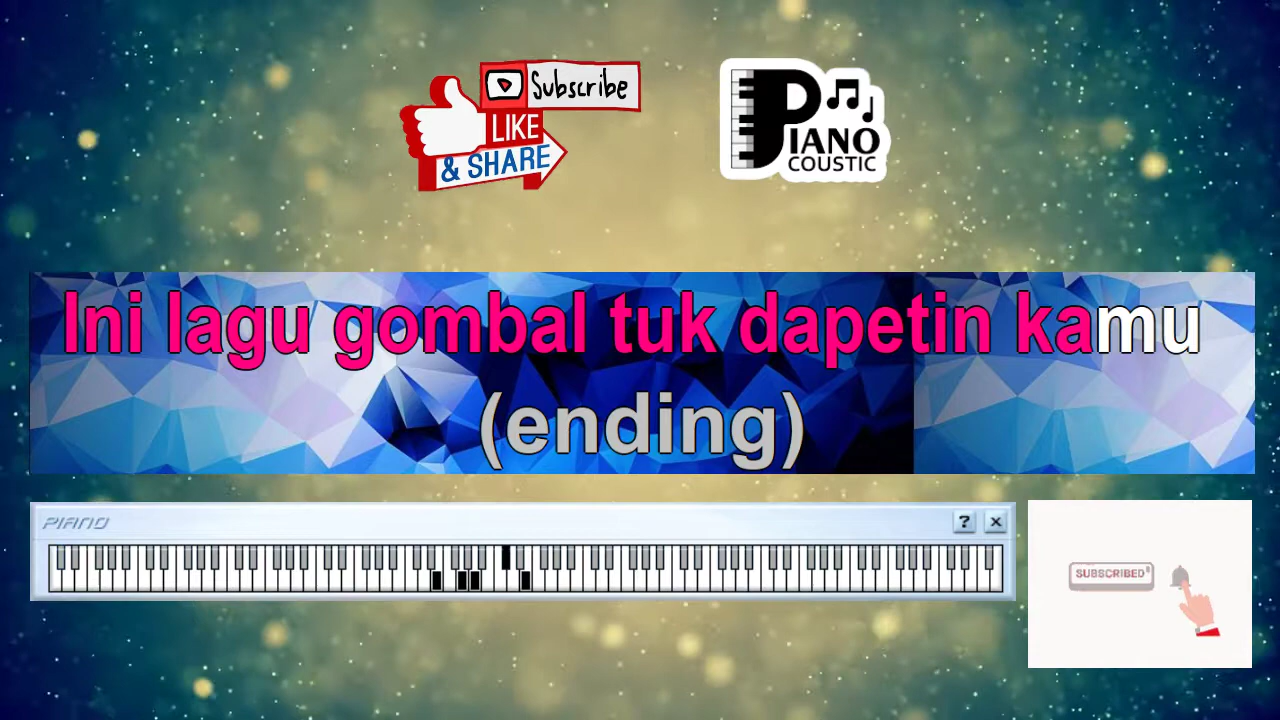 Subscribe
LIKE
& SHARE
PIANO
COUSTIC
Ini lagu gombal tuk dapetin kamu
(ending)
PIANO
? x
SUBSCRIBED